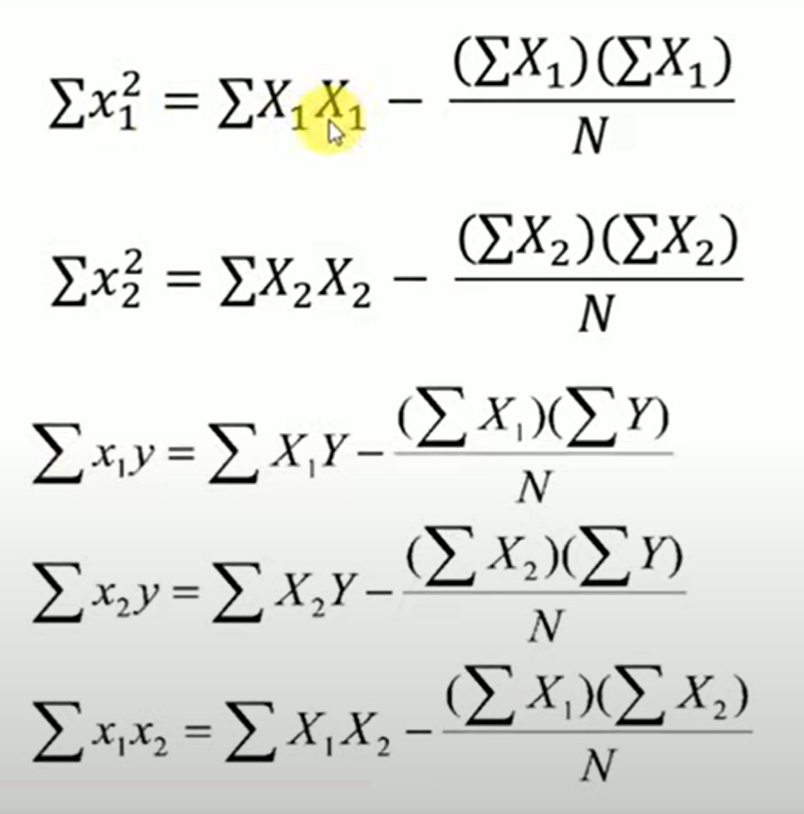 ∑x₁² = ∑X₁X₁ − (∑X₁)(∑X₁) / N
∑x₂² = ∑X₂X₂ − (∑X₂)(∑X₂) / N
∑x₁y = ∑X₁Y − (∑X₁)(∑Y) / N
∑x₂y = ∑X₂Y − (∑X₂)(∑Y) / N
∑x₁x₂ = ∑X₁X₂ − (∑X₁)(∑X₂) / N